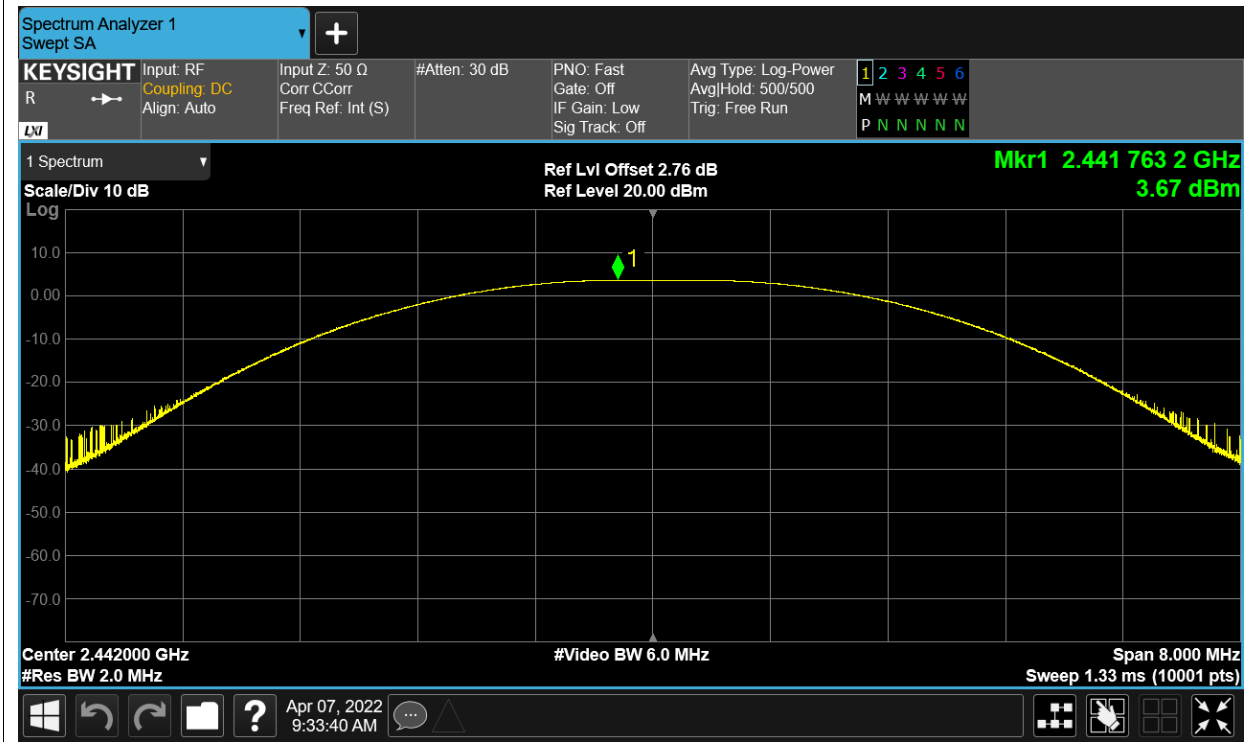 Spectrum Analyzer 1
Swept SA
KEYSIGHT
R
LXI
Input: RF
Coupling: DC
Align: Auto
Input Z: 50 Ω
Corr CCorr
Freq Ref: Int (S)
#Atten: 30 dB
PNO: Fast
Gate: Off
IF Gain: Low
Sig Track: Off
Avg Type: Log-Power
Avg|Hold: 500/500
Trig: Free Run
1 2 3 4 5 6
M W W W W W
P N N N N N
1 Spectrum
Scale/Div 10 dB
Log
Ref Lvl Offset 2.76 dB
Ref Level 20.00 dBm
Mkr1 2.441 763 2 GHz
3.67 dBm
1
10.0
0.00
-10.0
-20.0
-30.0
-40.0
-50.0
-60.0
-70.0
Center 2.442000 GHz
#Res BW 2.0 MHz
#Video BW 6.0 MHz
Span 8.000 MHz
Sweep 1.33 ms (10001 pts)
?
Apr 07, 2022
9:33:40 AM